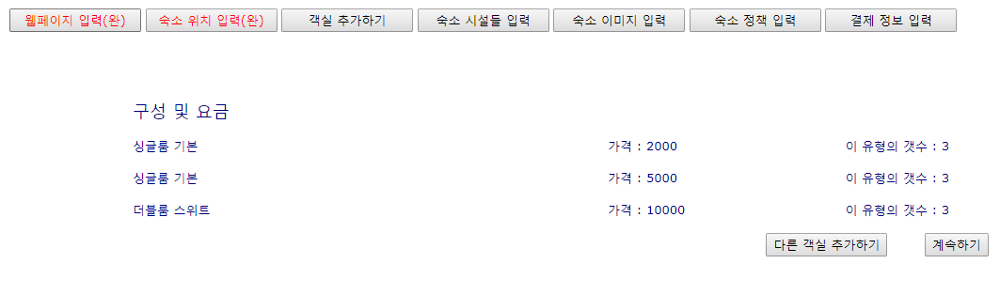 웹페이지 입력(완) 숙소 위치 입력(완) 객실 추가하기 숙소 시설들 입력 숙소 이미지 입력 숙소 정책 입력 결제 정보 입력
구성 및 요금
싱글룸 기본 가격 : 2000 이 유형의 갯수 : 3
싱글룸 기본 가격 : 5000 이 유형의 갯수 : 3
더블룸 스위트 가격 : 10000 이 유형의 갯수 : 3
다른 객실 추가하기 계속하기